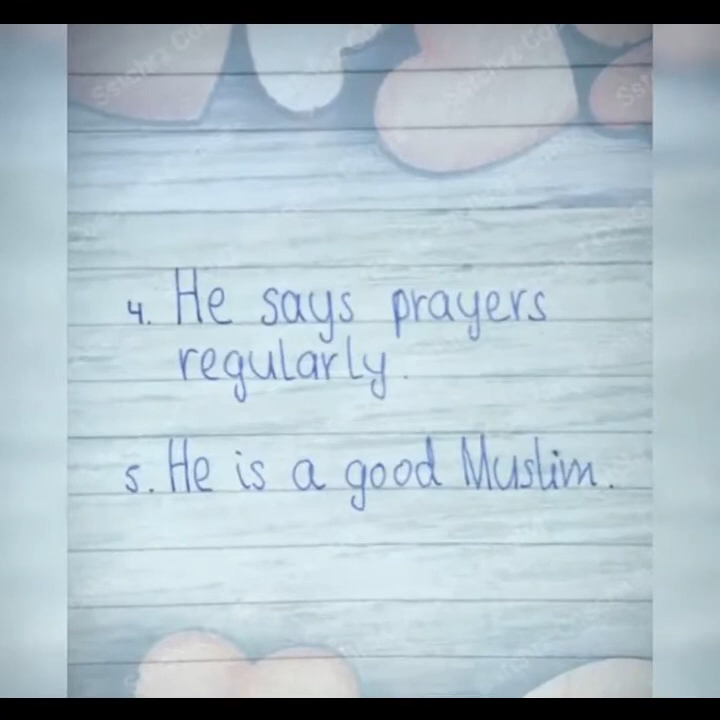 4. He says prayers
regularly.
5. He is a good Muslim.